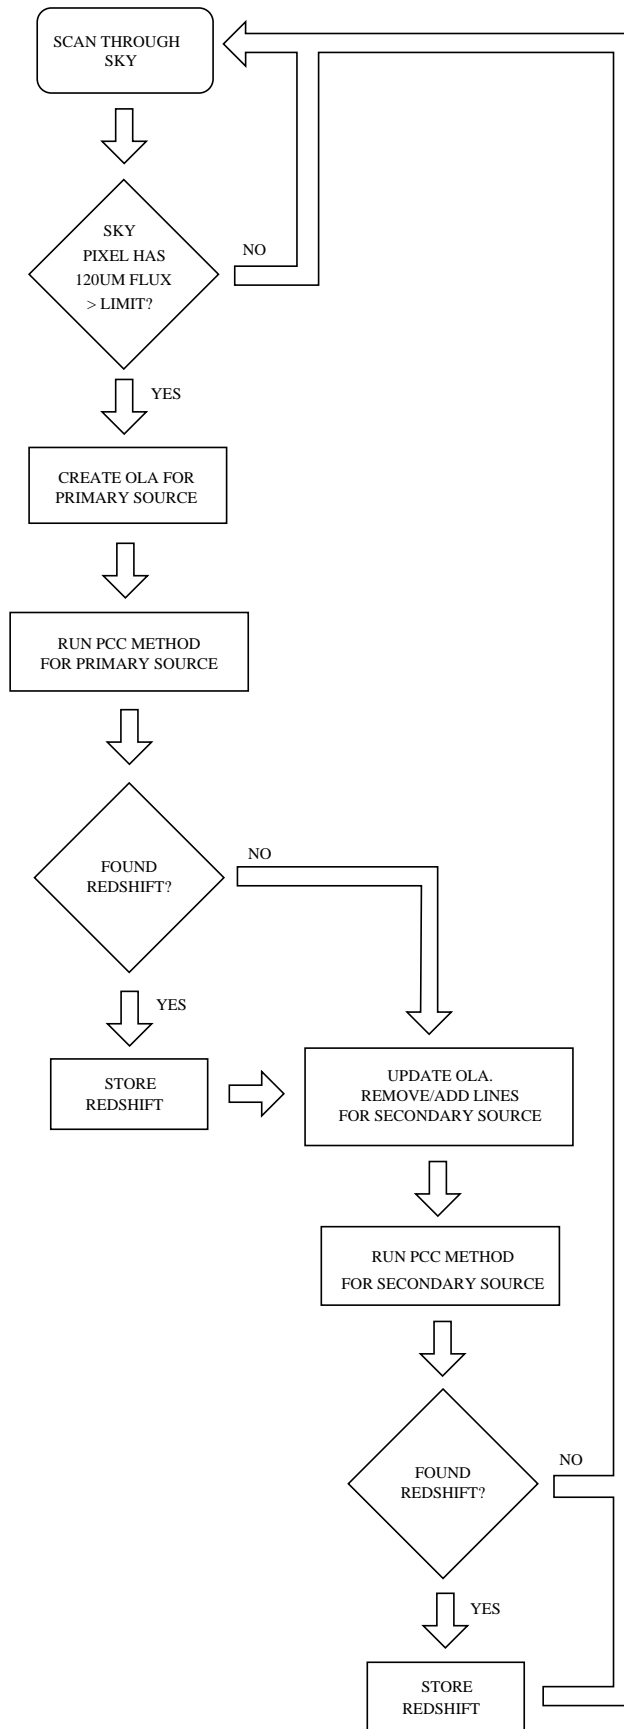 SCAN THROUGH
SKY
SKY
PIXEL HAS
120UM FLUX
> LIMIT?
NO
YES
CREATE OLA FOR
PRIMARY SOURCE
RUN PCC METHOD
FOR PRIMARY SOURCE
FOUND
REDSHIFT?
NO
YES
STORE
REDSHIFT
UPDATE OLA.
REMOVE/ADD LINES
FOR SECONDARY SOURCE
RUN PCC METHOD
FOR SECONDARY SOURCE
FOUND
REDSHIFT?
NO
YES
STORE
REDSHIFT